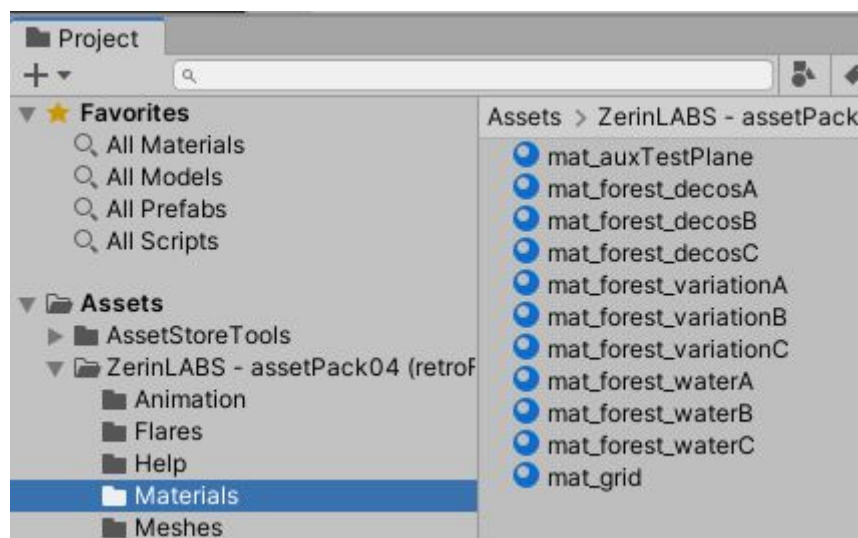 Project
Favorites
All Materials
All Models
All Prefabs
All Scripts
Assets
AssetStoreTools
ZerinLABS - assetPack04 (retroF
Animation
Flares
Help
Materials
Meshes
Assets > ZerinLABS - assetPack
mat_auxTestPlane
mat_forest_decosA
mat_forest_decosB
mat_forest_decosC
mat_forest_variationA
mat_forest_variationB
mat_forest_variationC
mat_forest_waterA
mat_forest_waterB
mat_forest_waterC
mat_grid